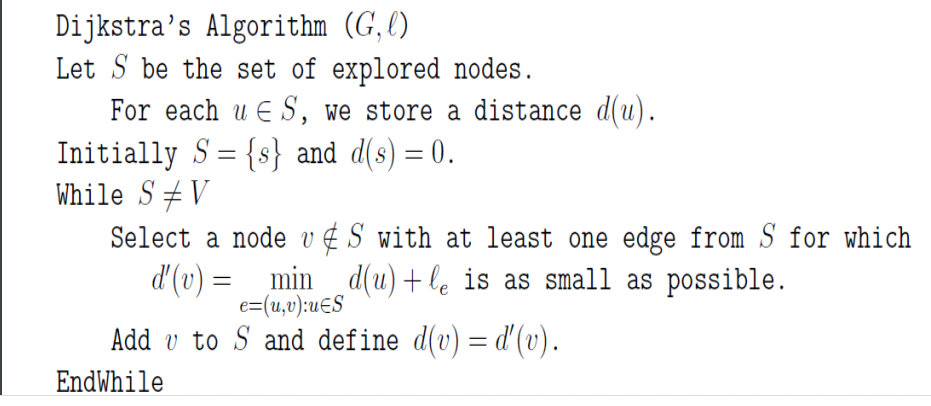 Dijkstra's Algorithm (G, ℓ)
Let S be the set of explored nodes.
For each u ∈ S, we store a distance d(u).
Initially S = {s} and d(s) = 0.
While S ≠ V
Select a node v ∉ S with at least one edge from S for which
d′(v) = min e=(u,v):u∈S d(u) + ℓe is as small as possible.
Add v to S and define d(v) = d′(v).
EndWhile